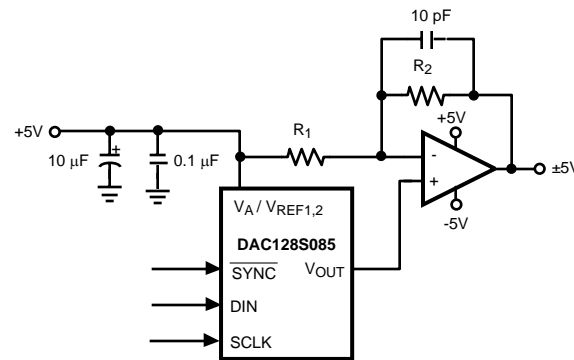 10 pF
R2
+5V
R1
+5V
10 µF
+
0.1 µF
-
+
±5V
-5V
VA / VREF1,2
DAC128S085
SYNC
VOUT
DIN
SCLK